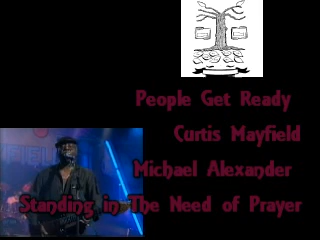 People Get Ready
Curtis Mayfield
Michael Alexander
Standing in The Need of Prayer